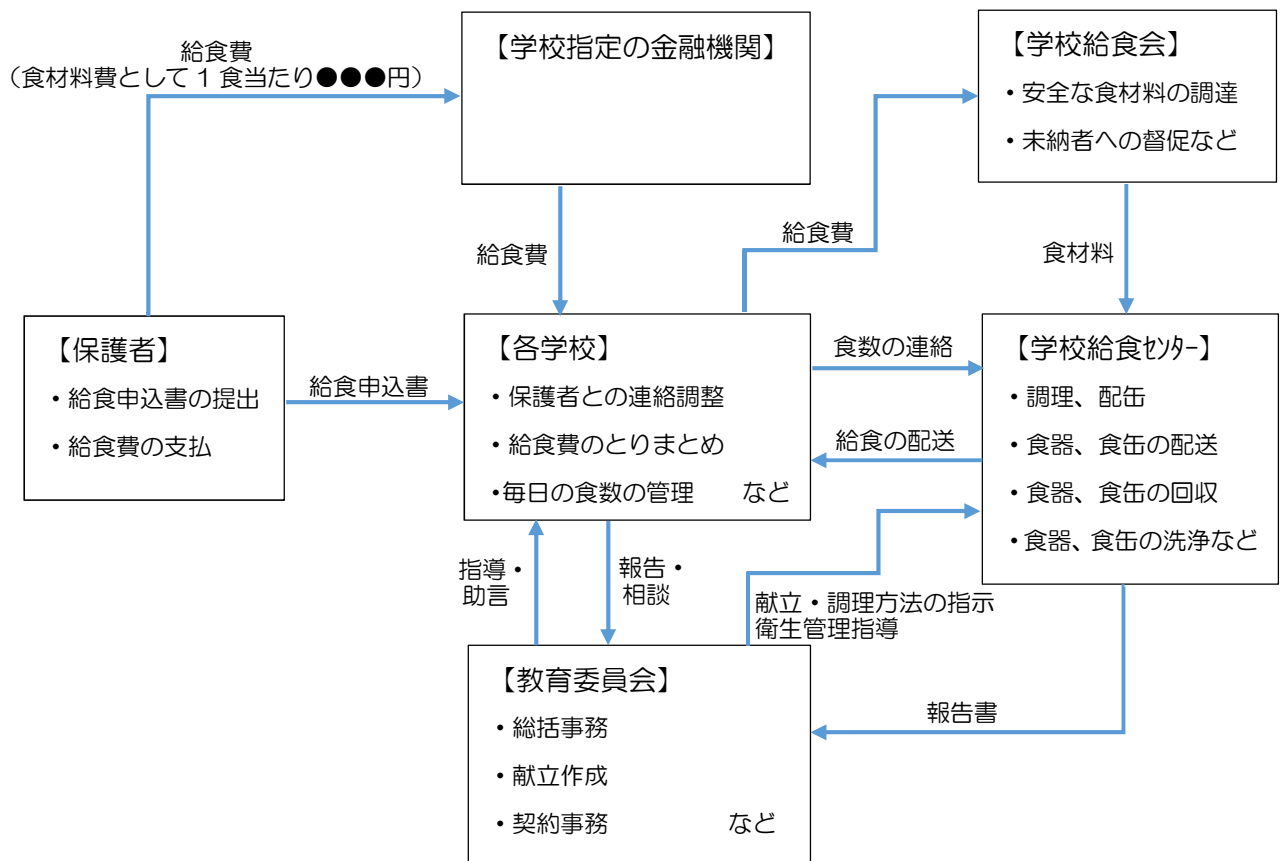 給食費
(食材料費として1食当たり●●●円)
【学校指定の金融機関】
【学校給食会】
・安全な食材料の調達
・未納者への督促など
給食費
給食費
食材料
【保護者】
・給食申込書の提出
・給食費の支払
給食申込書
【各学校】
・保護者との連絡調整
・給食費のとりまとめ
・毎日の食数の管理　など
食数の連絡
給食の配送
【学校給食ｾﾝﾀｰ】
・調理、配缶
・食器、食缶の配送
・食器、食缶の回収
・食器、食缶の洗浄など
指導・
助言
報告・
相談
献立・調理方法の指示
衛生管理指導
【教育委員会】
・総括事務
・献立作成
・契約事務　など
報告書